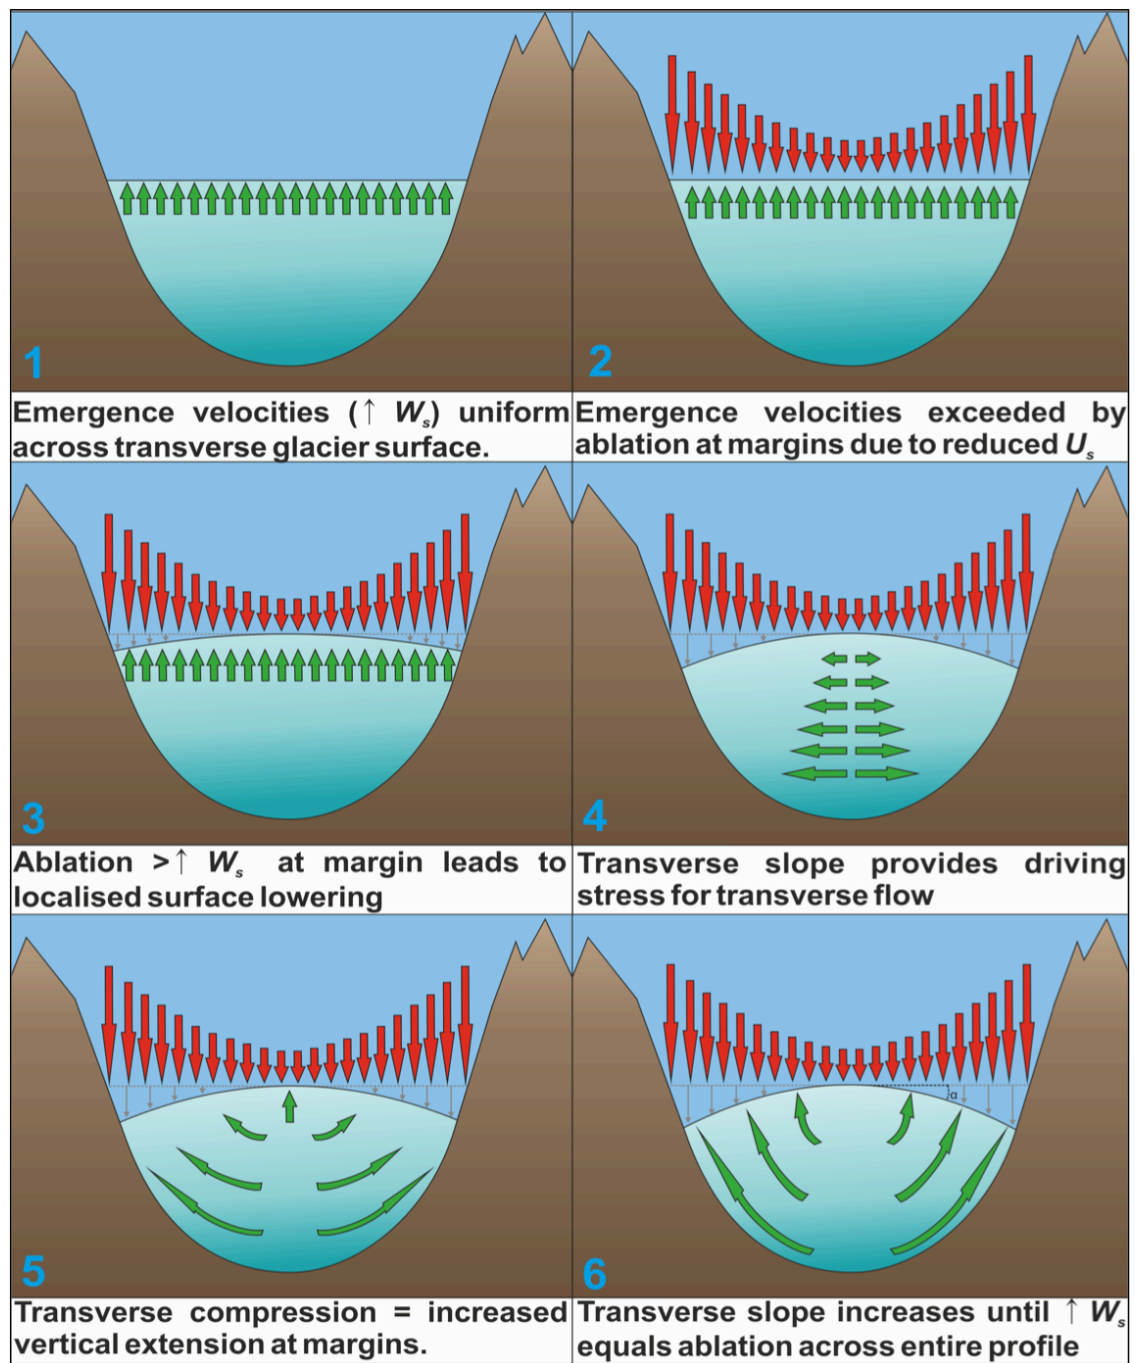 1
2
Emergence velocities (↑ Ws) uniform
across transverse glacier surface.
Emergence velocities exceeded by
ablation at margins due to reduced Us
3
4
Ablation >↑ Ws at margin leads to
localised surface lowering
Transverse slope provides driving
stress for transverse flow
α
5
6
Transverse compression = increased
vertical extension at margins.
Transverse slope increases until ↑ Ws
equals ablation across entire profile